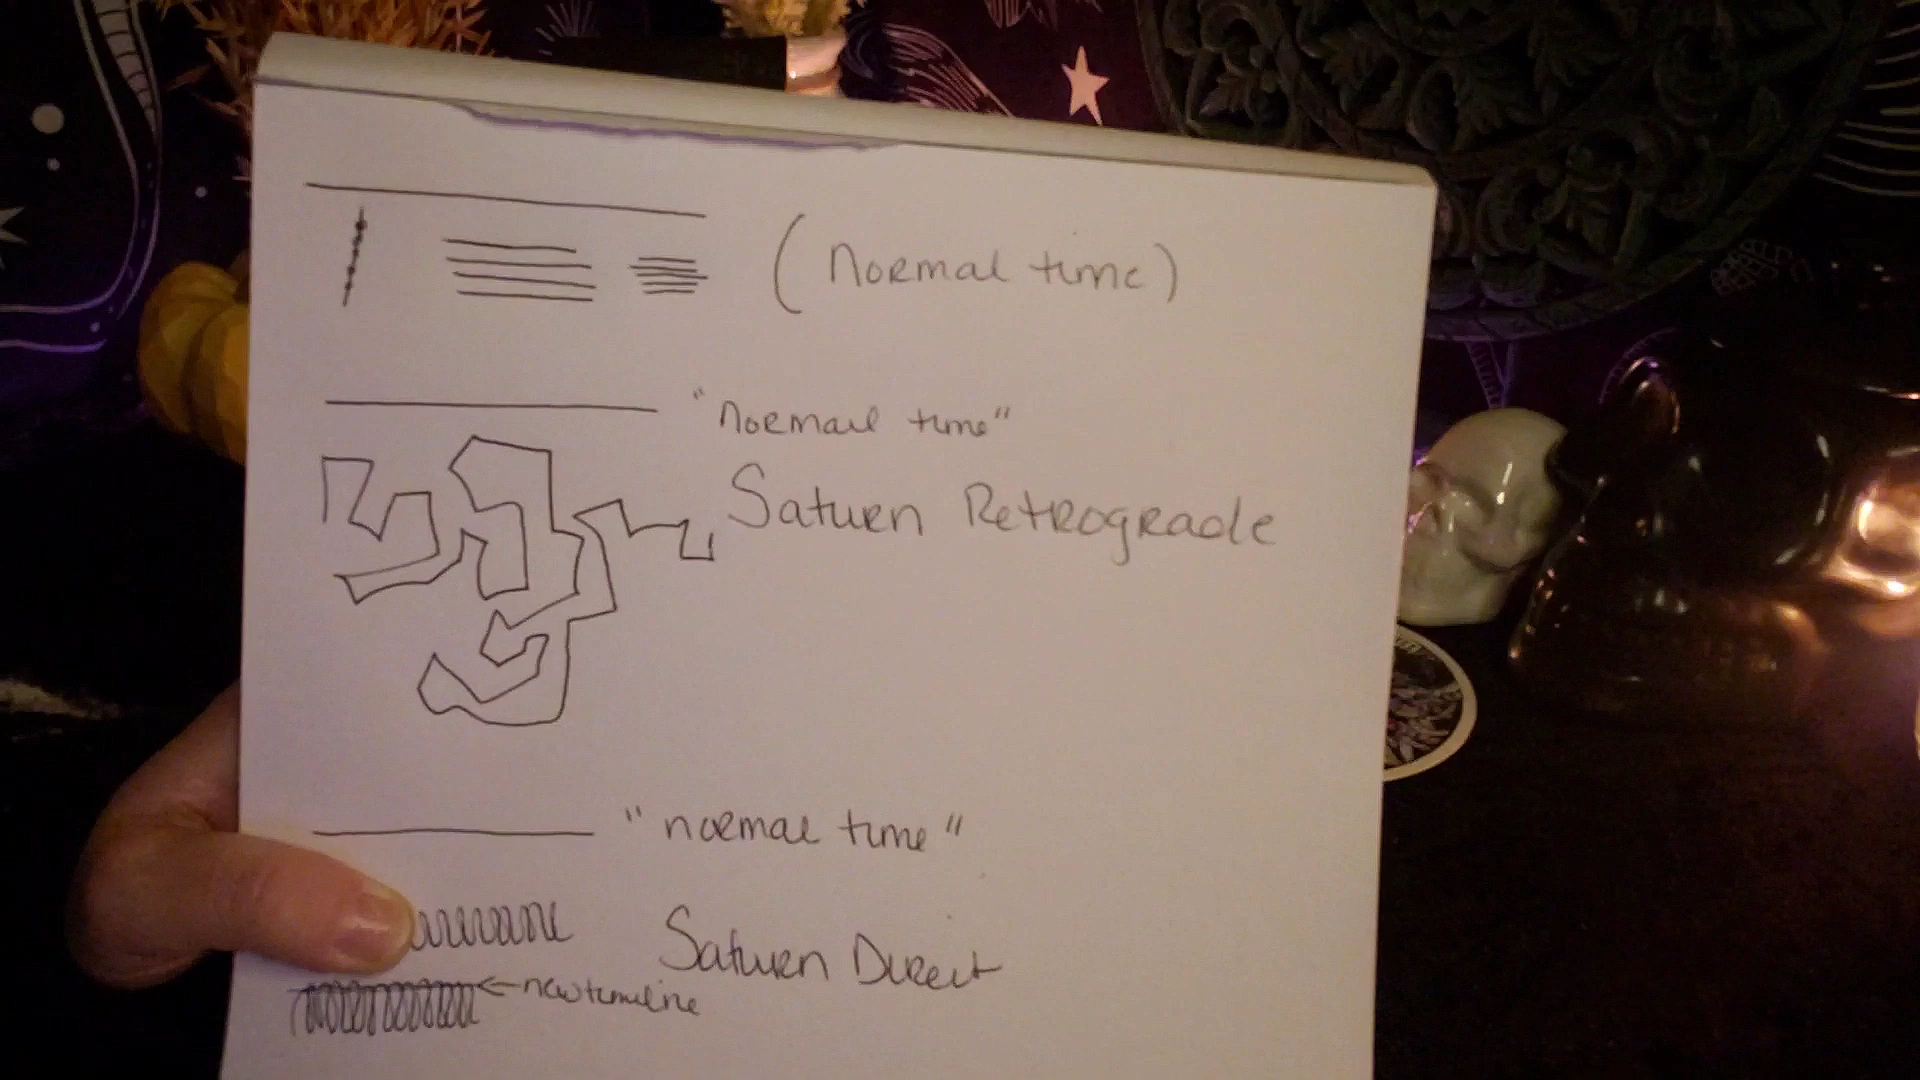 (Normal time)
"Normal time"
Saturn Retrograde
"normal time"
Saturn Direct
← new timeline